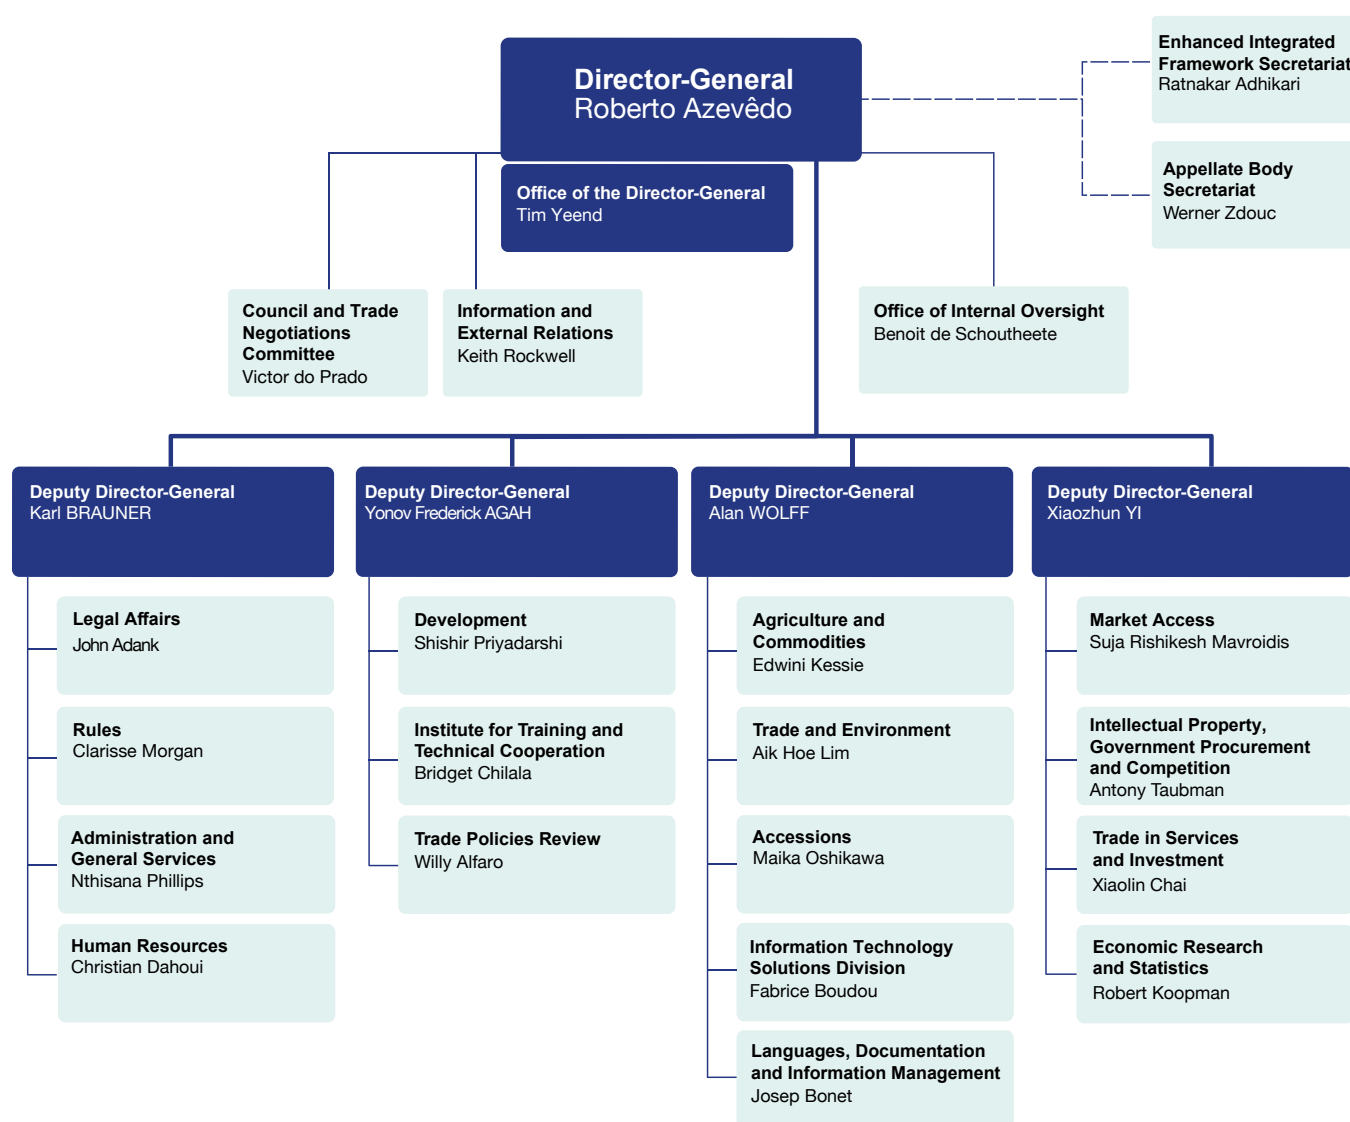 Director-General
Roberto Azevêdo
Enhanced Integrated
Framework Secretariat
Ratnakar Adhikari
Appellate Body
Secretariat
Werner Zdouc
Office of the Director-General
Tim Yeend
Council and Trade
Negotiations
Committee
Victor do Prado
Information and
External Relations
Keith Rockwell
Office of Internal Oversight
Benoit de Schoutheete
Deputy Director-General
Karl BRAUNER
Legal Affairs
John Adank
Rules
Clarisse Morgan
Administration and
General Services
Nthisana Phillips
Human Resources
Christian Dahoui
Deputy Director-General
Yonov Frederick AGAH
Development
Shishir Priyadarshi
Institute for Training and
Technical Cooperation
Bridget Chilala
Trade Policies Review
Willy Alfaro
Deputy Director-General
Alan WOLFF
Agriculture and
Commodities
Edwini Kessie
Trade and Environment
Aik Hoe Lim
Accessions
Maika Oshikawa
Information Technology
Solutions Division
Fabrice Boudou
Languages, Documentation
and Information Management
Josep Bonet
Deputy Director-General
Xiaozhun YI
Market Access
Suja Rishikesh Mavroidis
Intellectual Property,
Government Procurement
and Competition
Antony Taubman
Trade in Services
and Investment
Xiaolin Chai
Economic Research
and Statistics
Robert Koopman